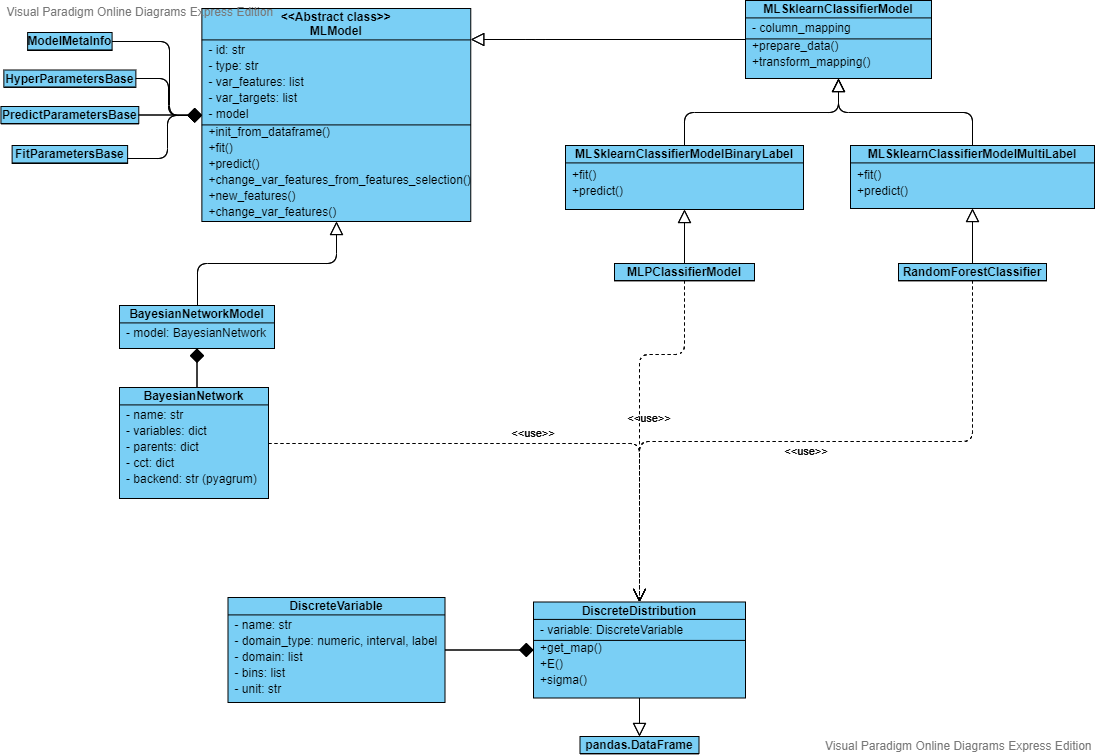 Visual Paradigm Online Diagrams Express Edition
<<Abstract class>>
MLModel
- id: str
- type: str
- var_features: list
- var_targets: list
- model
+init_from_dataframe()
+fit()
+predict()
+change_var_features_from_features_selection()
+new_features()
+change_var_features()
ModelMetaInfo
HyperParametersBase
PredictParametersBase
FitParametersBase
MLSklearnClassifierModel
- column_mapping
+prepare_data()
+transform_mapping()
MLSklearnClassifierModelBinaryLabel
+fit()
+predict()
MLSklearnClassifierModelMultiLabel
+fit()
+predict()
MLPClassifierModel
RandomForestClassifier
BayesianNetworkModel
- model: BayesianNetwork
BayesianNetwork
- name: str
- variables: dict
- parents: dict
- cct: dict
- backend: str (pyagrum)
<<use>>
<<use>>
<<use>>
DiscreteVariable
- name: str
- domain_type: numeric, interval, label
- domain: list
- bins: list
- unit: str
DiscreteDistribution
- variable: DiscreteVariable
+get_map()
+E()
+sigma()
pandas.DataFrame
Visual Paradigm Online Diagrams Express Edition